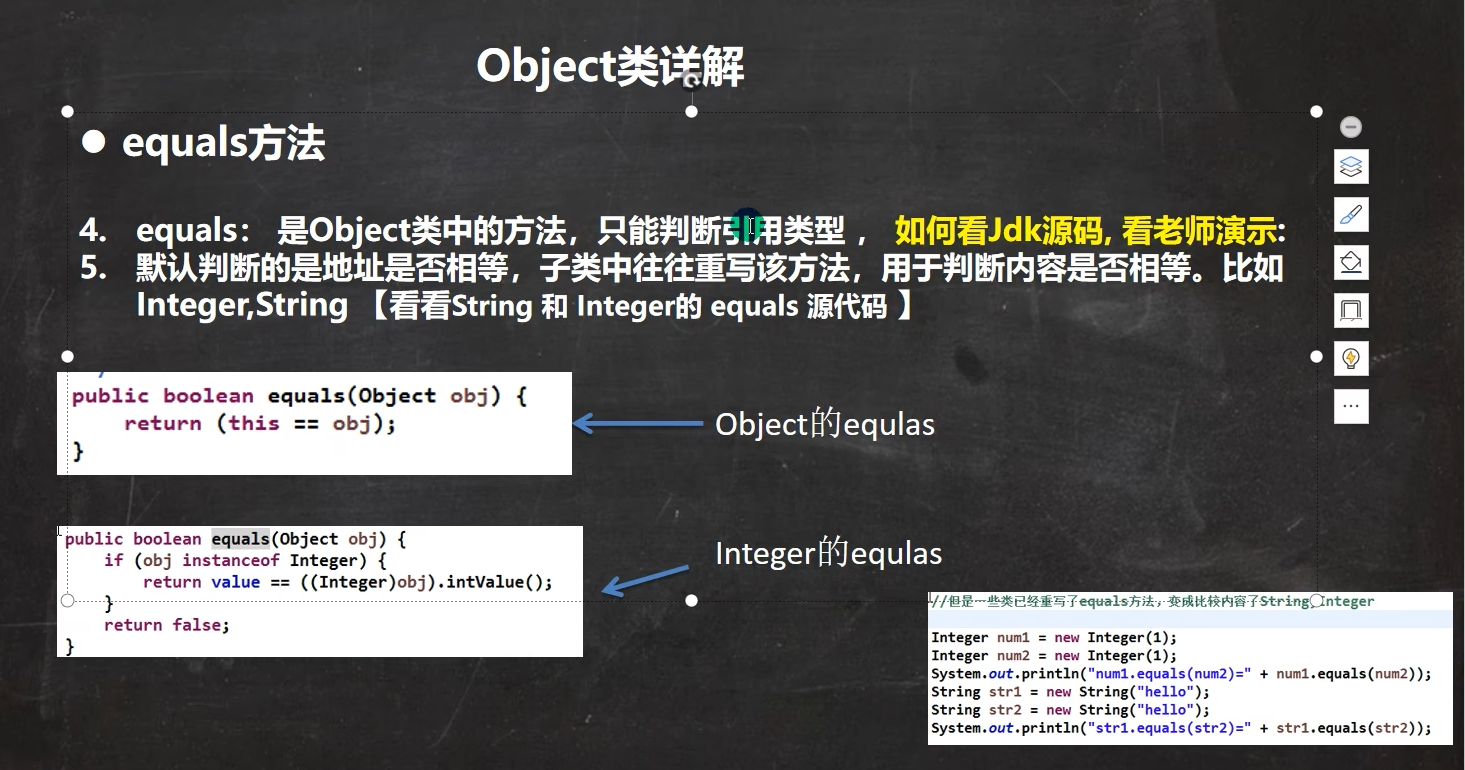 Object类详解
● equals方法
4. equals： 是Object类中的方法，只能判断引用类型 ， 如何看Jdk源码, 看老师演示:
5. 默认判断的是地址是否相等，子类中往往重写该方法，用于判断内容是否相等。比如
Integer,String 【看看String 和 Integer的 equals 源代码 】
public boolean equals(Object obj) {
return (this == obj);
}
Object的equlas
public boolean equals(Object obj) {
if (obj instanceof Integer) {
return value == ((Integer)obj).intValue();
}
return false;
}
Integer的equlas
//但是一些类已经重写了equals方法，变成比较内容了String,Integer
Integer num1 = new Integer(1);
Integer num2 = new Integer(1);
System.out.println("num1.equals(num2)=" + num1.equals(num2));
String str1 = new String("hello");
String str2 = new String("hello");
System.out.println("str1.equals(str2)=" + str1.equals(str2));